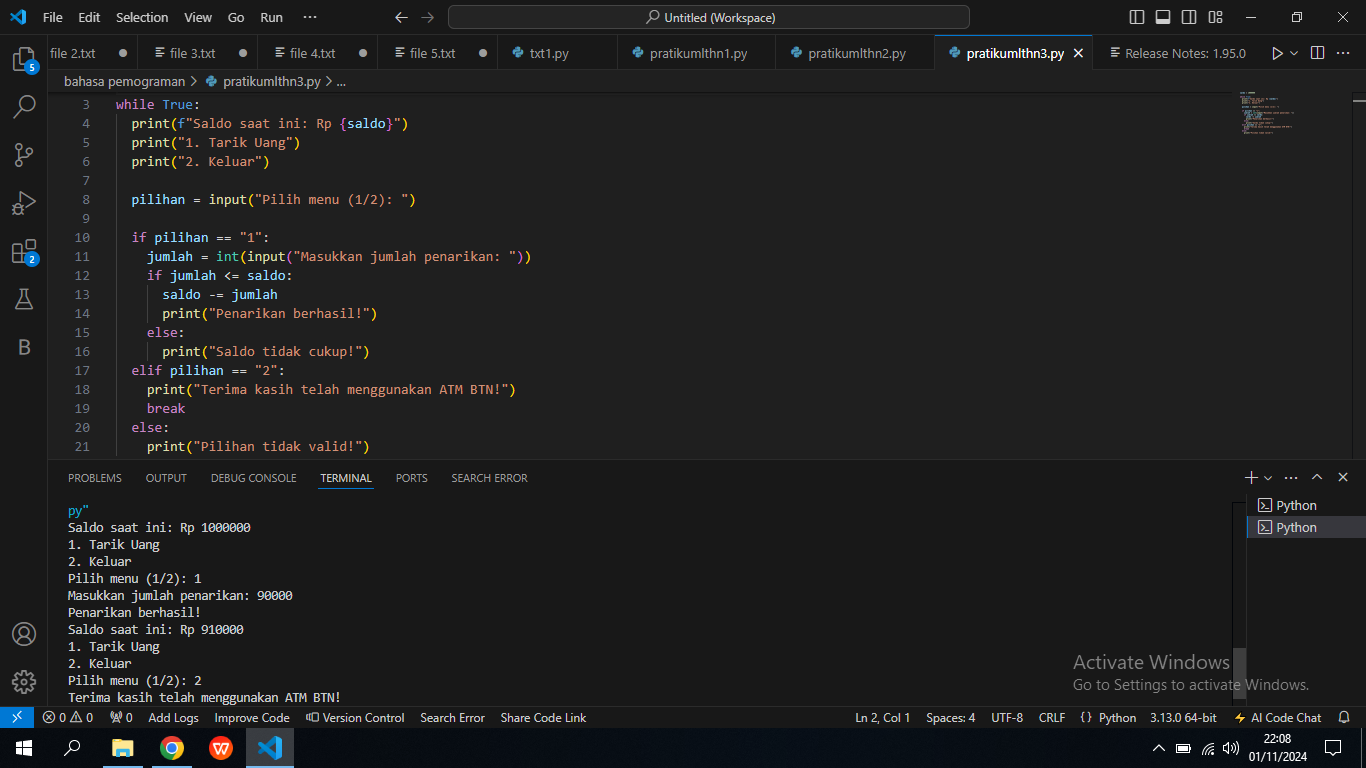 File Edit Selection View Go Run ··· Untitled (Workspace)
file 2.txt file 3.txt file 4.txt file 5.txt txt1.py pratikumlthn1.py pratikumlthn2.py pratikumlthn3.py Release Notes: 1.95.0
bahasa pemograman > pratikumlthn3.py > ...
3 while True:
4 print(f"Saldo saat ini: Rp {saldo}")
5 print("1. Tarik Uang")
6 print("2. Keluar")
7
8 pilihan = input("Pilih menu (1/2): ")
9
10 if pilihan == "1":
11 jumlah = int(input("Masukkan jumlah penarikan: "))
12 if jumlah <= saldo:
13 saldo -= jumlah
14 print("Penarikan berhasil!")
15 else:
16 print("Saldo tidak cukup!")
17 elif pilihan == "2":
18 print("Terima kasih telah menggunakan ATM BTN!")
19 break
20 else:
21 print("Pilihan tidak valid!")
5
2
B
PROBLEMS OUTPUT DEBUG CONSOLE TERMINAL PORTS SEARCH ERROR
py"
Saldo saat ini: Rp 1000000
1. Tarik Uang
2. Keluar
Pilih menu (1/2): 1
Masukkan jumlah penarikan: 90000
Penarikan berhasil!
Saldo saat ini: Rp 910000
1. Tarik Uang
2. Keluar
Pilih menu (1/2): 2
Terima kasih telah menggunakan ATM BTN!
Python
Python
Activate Windows
Go to Settings to activate Windows.
0 0 0 Add Logs Improve Code Version Control Search Error Share Code Link Ln 2, Col 1 Spaces: 4 UTF-8 CRLF {} Python 3.13.0 64-bit AI Code Chat
W
22:08
01/11/2024